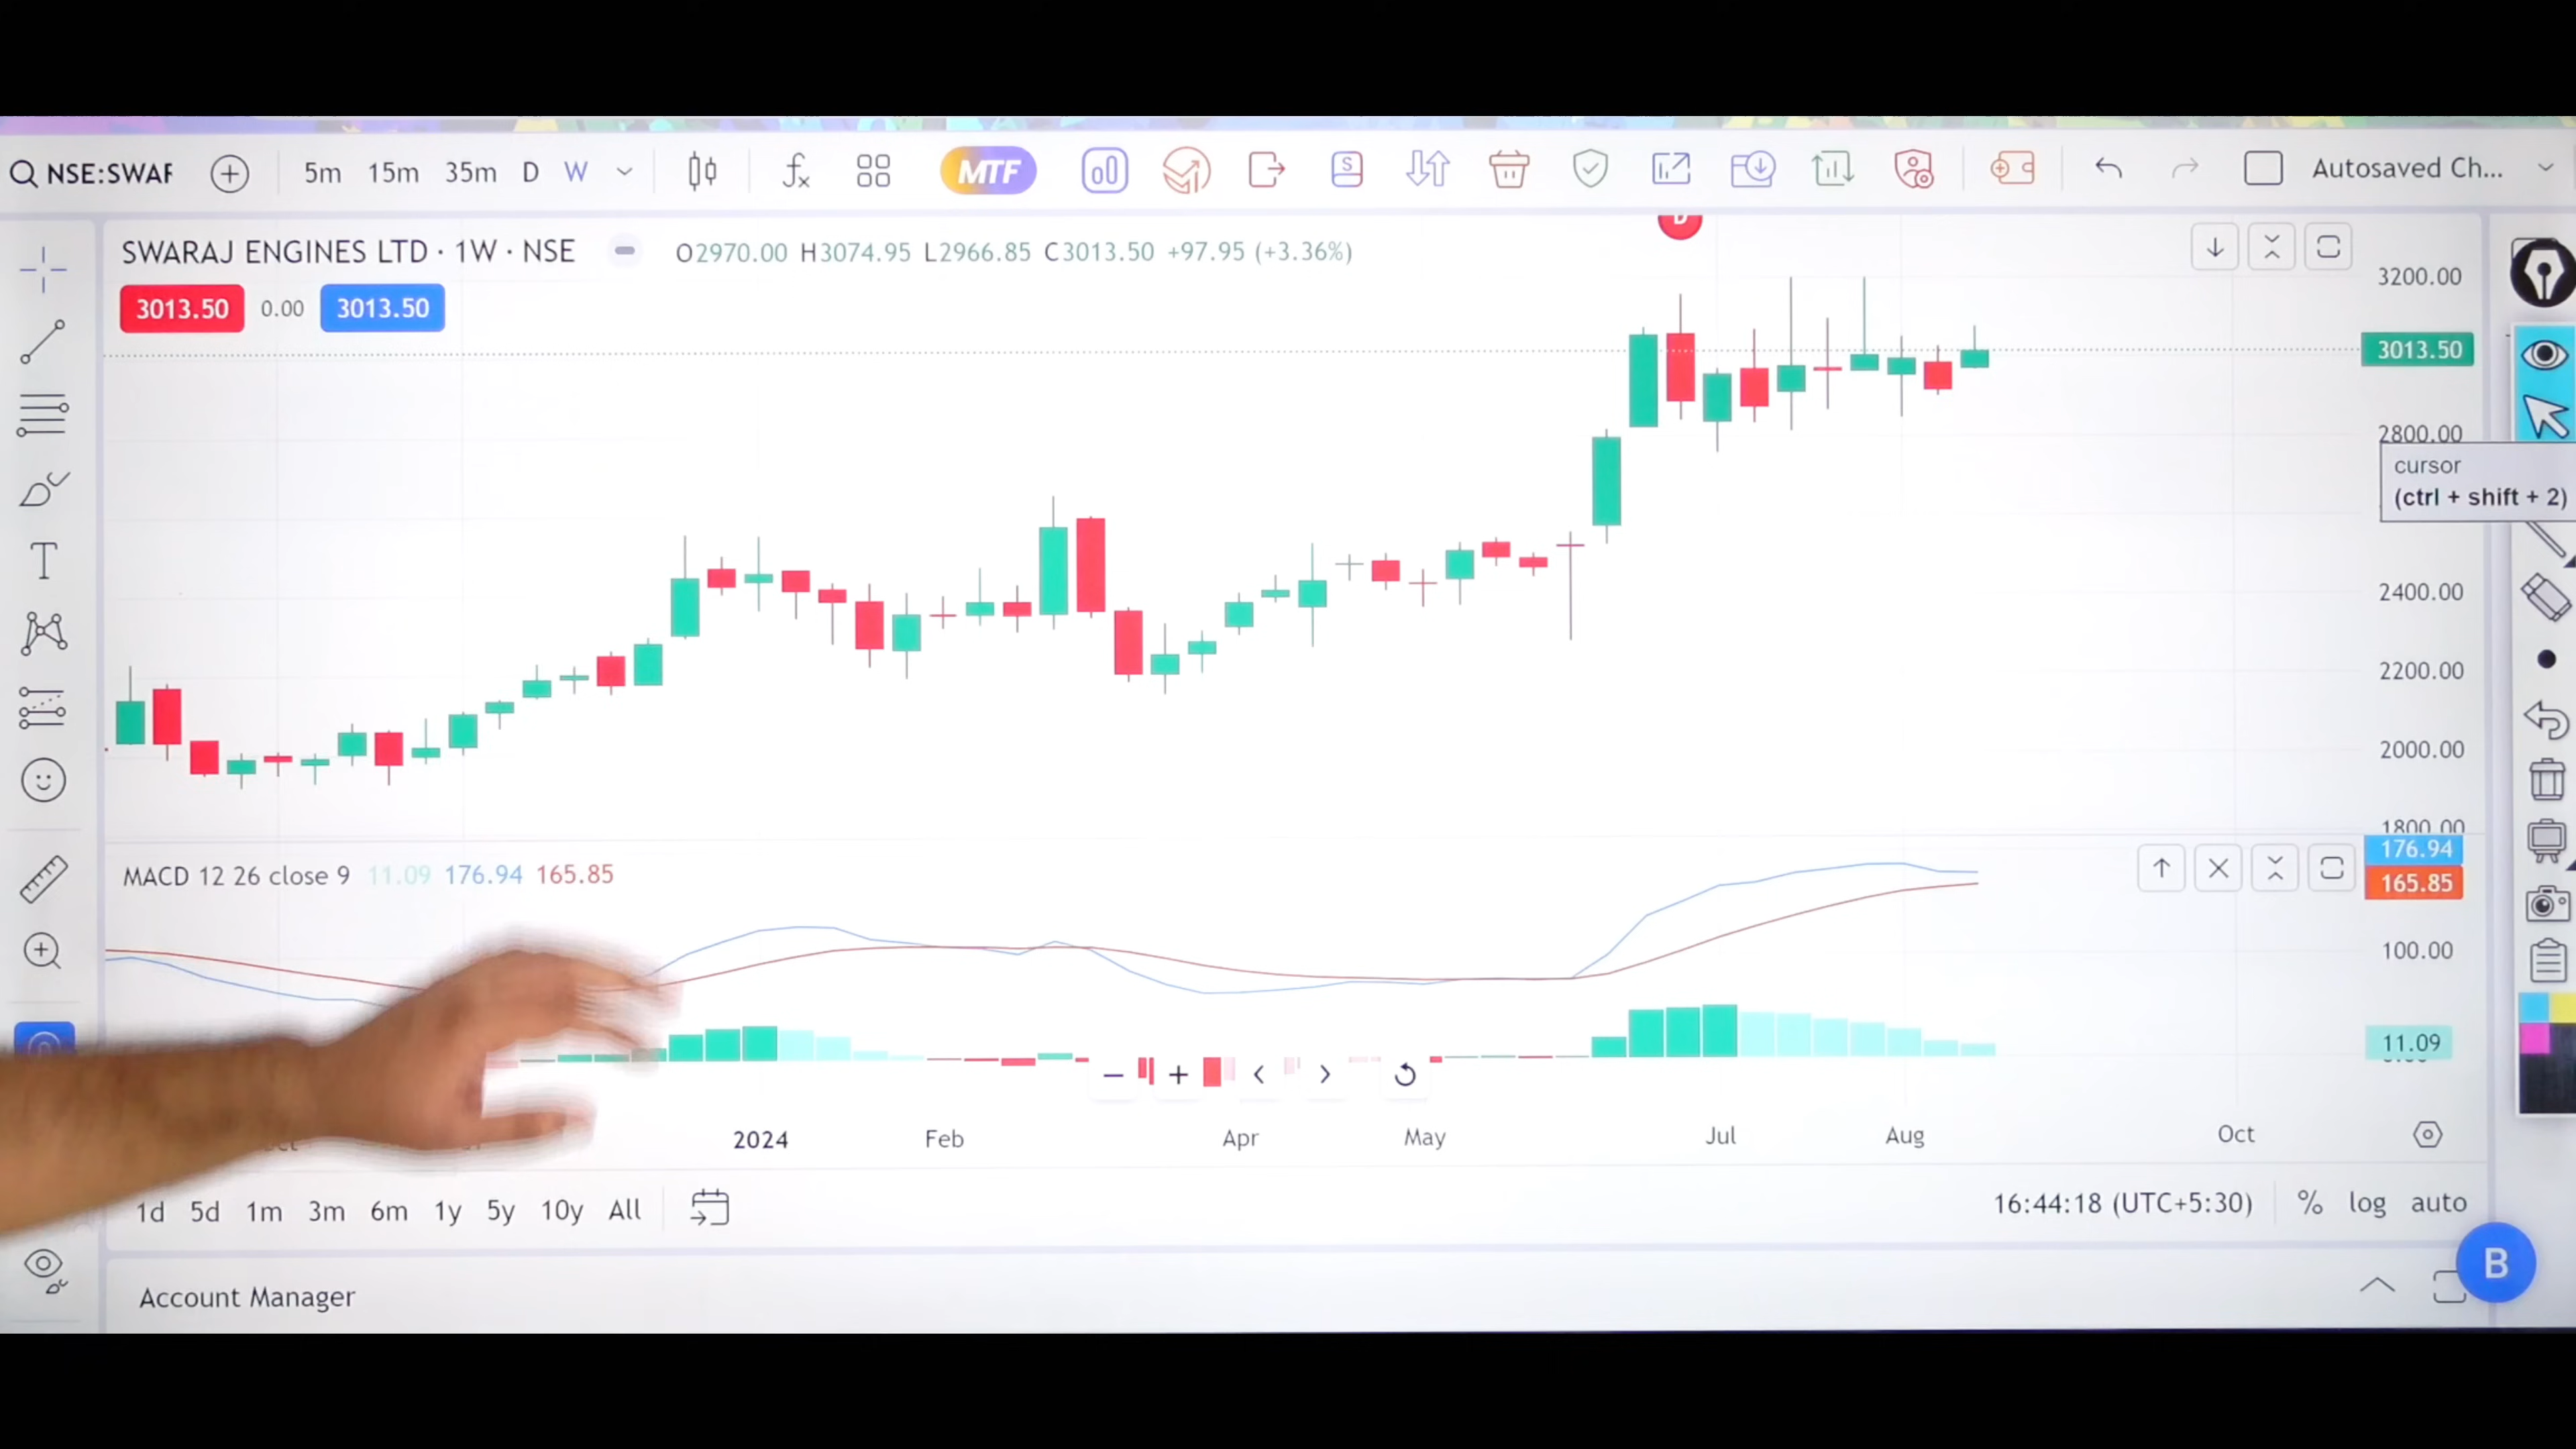 NSE:SWAR
5m 15m 35m D W
MTF
Autosaved Ch...
SWARAJ ENGINES LTD · 1W · NSE
O2970.00 H3074.95 L2966.85 C3013.50 +97.95 (+3.36%)
3013.50 0.00 3013.50
3200.00
3013.50
2800.00
cursor
(ctrl + shift + 2)
2400.00
2200.00
2000.00
1800.00
MACD 12 26 close 9 11.09 176.94 165.85
176.94
165.85
100.00
11.09
2024 Feb Apr May Jul Aug Oct
1d 5d 1m 3m 6m 1y 5y 10y All
16:44:18 (UTC+5:30) % log auto
B
Account Manager